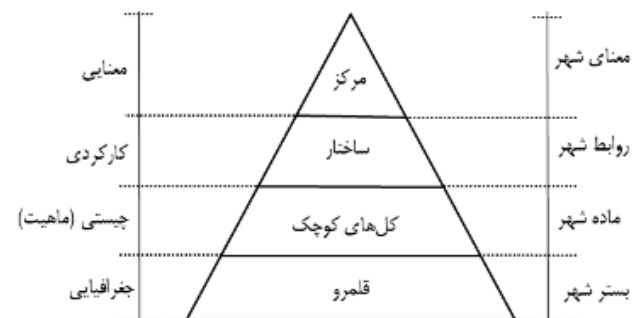 معنای شهر
مرکز
معنایی
روابط شهر
ساختار
کارکردی
ماده شهر
کل‌های کوچک
چیستی (ماهیت)
بستر شهر
قلمرو
جغرافیایی